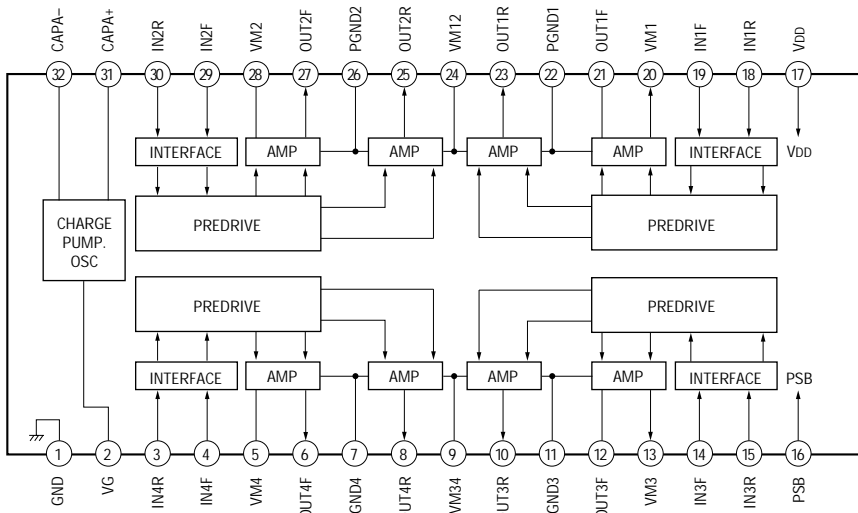 CAPA−
CAPA+
IN2R
IN2F
VM2
OUT2F
PGND2
OUT2R
VM12
OUT1R
PGND1
OUT1F
VM1
IN1F
IN1R
VDD
32 31 30 29 28 27 26 25 24 23 22 21 20 19 18 17
INTERFACE AMP AMP AMP AMP INTERFACE VDD
CHARGE
PUMP.
OSC
PREDRIVE PREDRIVE
PREDRIVE PREDRIVE
INTERFACE AMP AMP AMP AMP INTERFACE PSB
1 2 3 4 5 6 7 8 9 10 11 12 13 14 15 16
GND
VG
IN4R
IN4F
VM4
OUT4F
GND4
UT4R
VM34
UT3R
GND3
OUT3F
VM3
IN3F
IN3R
PSB